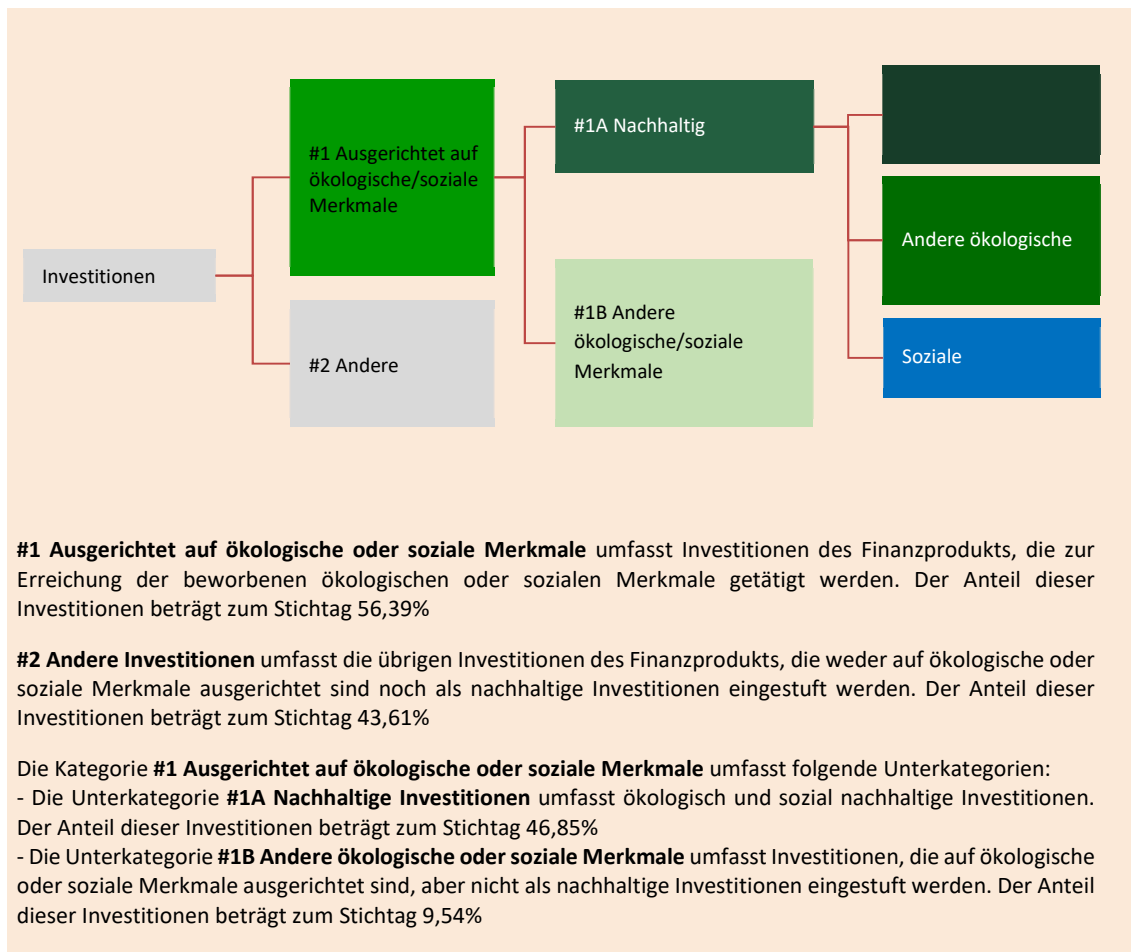 #1A Nachhaltig
#1 Ausgerichtet auf
ökologische/soziale
Merkmale
Andere ökologische
Investitionen
#1B Andere
ökologische/soziale
Merkmale
#2 Andere
Soziale
#1 Ausgerichtet auf ökologische oder soziale Merkmale umfasst Investitionen des Finanzprodukts, die zur
Erreichung der beworbenen ökologischen oder sozialen Merkmale getätigt werden. Der Anteil dieser
Investitionen beträgt zum Stichtag 56,39%
#2 Andere Investitionen umfasst die übrigen Investitionen des Finanzprodukts, die weder auf ökologische oder
soziale Merkmale ausgerichtet sind noch als nachhaltige Investitionen eingestuft werden. Der Anteil dieser
Investitionen beträgt zum Stichtag 43,61%
Die Kategorie #1 Ausgerichtet auf ökologische oder soziale Merkmale umfasst folgende Unterkategorien:
- Die Unterkategorie #1A Nachhaltige Investitionen umfasst ökologisch und sozial nachhaltige Investitionen.
Der Anteil dieser Investitionen beträgt zum Stichtag 46,85%
- Die Unterkategorie #1B Andere ökologische oder soziale Merkmale umfasst Investitionen, die auf ökologische
oder soziale Merkmale ausgerichtet sind, aber nicht als nachhaltige Investitionen eingestuft werden. Der Anteil
dieser Investitionen beträgt zum Stichtag 9,54%